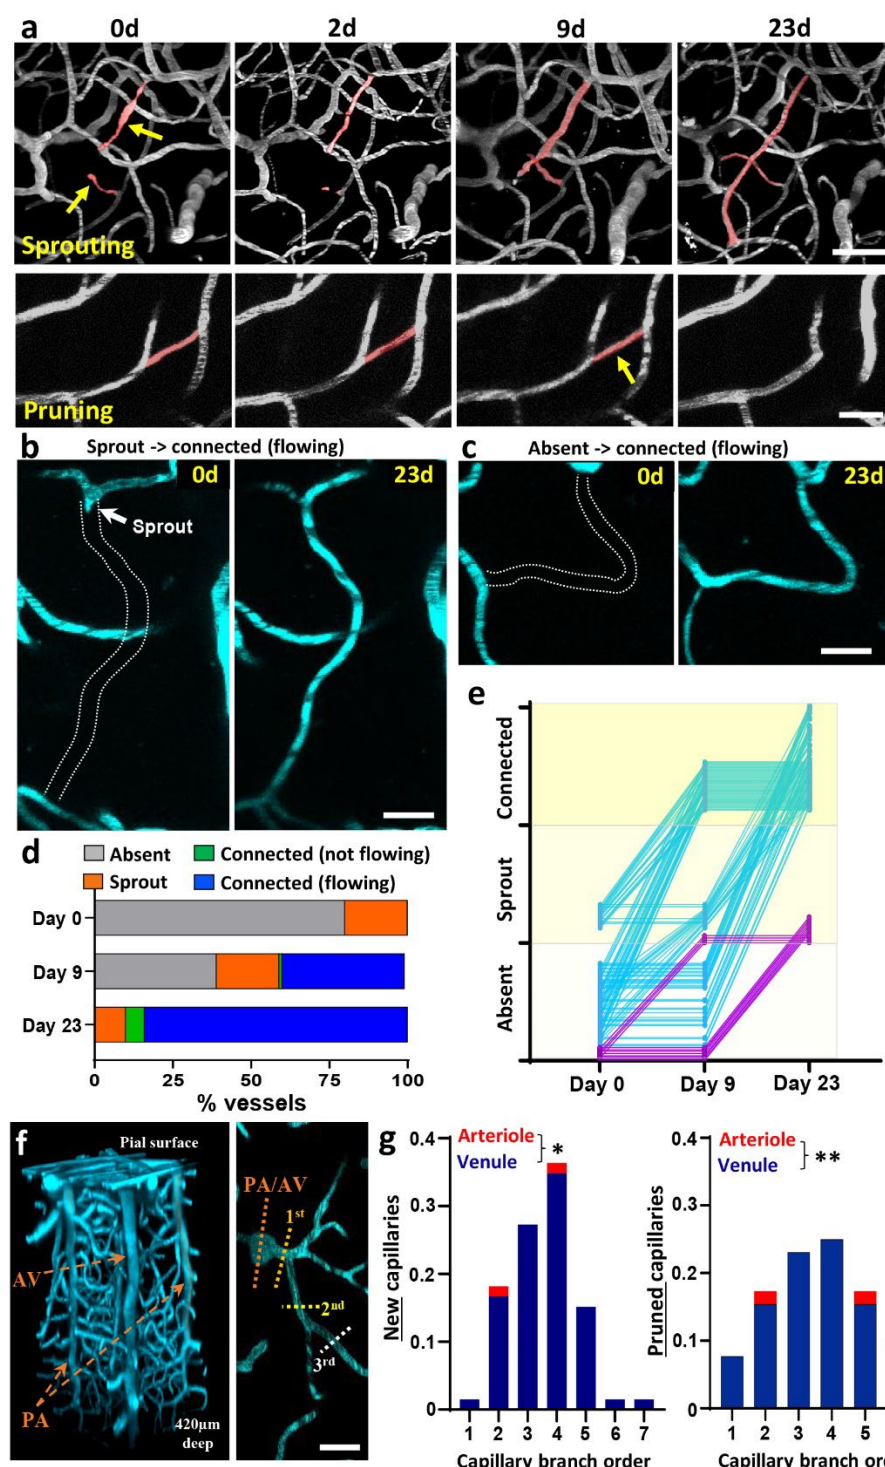 a
0d 2d 9d 23d
Sprouting
Pruning
b Sprout -> connected (flowing)
0d 23d
Sprout
c Absent -> connected (flowing)
0d 23d
d
Absent Connected (not flowing)
Sprout Connected (flowing)
Day 0
Day 9
Day 23
0 25 50 75 100
% vessels
e
Connected
Sprout
Absent
Day 0 Day 9 Day 23
f
Pial surface
AV
PA
420µm
deep
PA/AV
1st
2nd
3rd
g
Arteriole
Venule
*
New capillaries
0.4
0.3
0.2
0.1
0
1 2 3 4 5 6 7
Capillary branch order
Arteriole
Venule
**
Pruned capillaries
0.4
0.3
0.2
0.1
0
1 2 3 4 5
Capillary branch ord